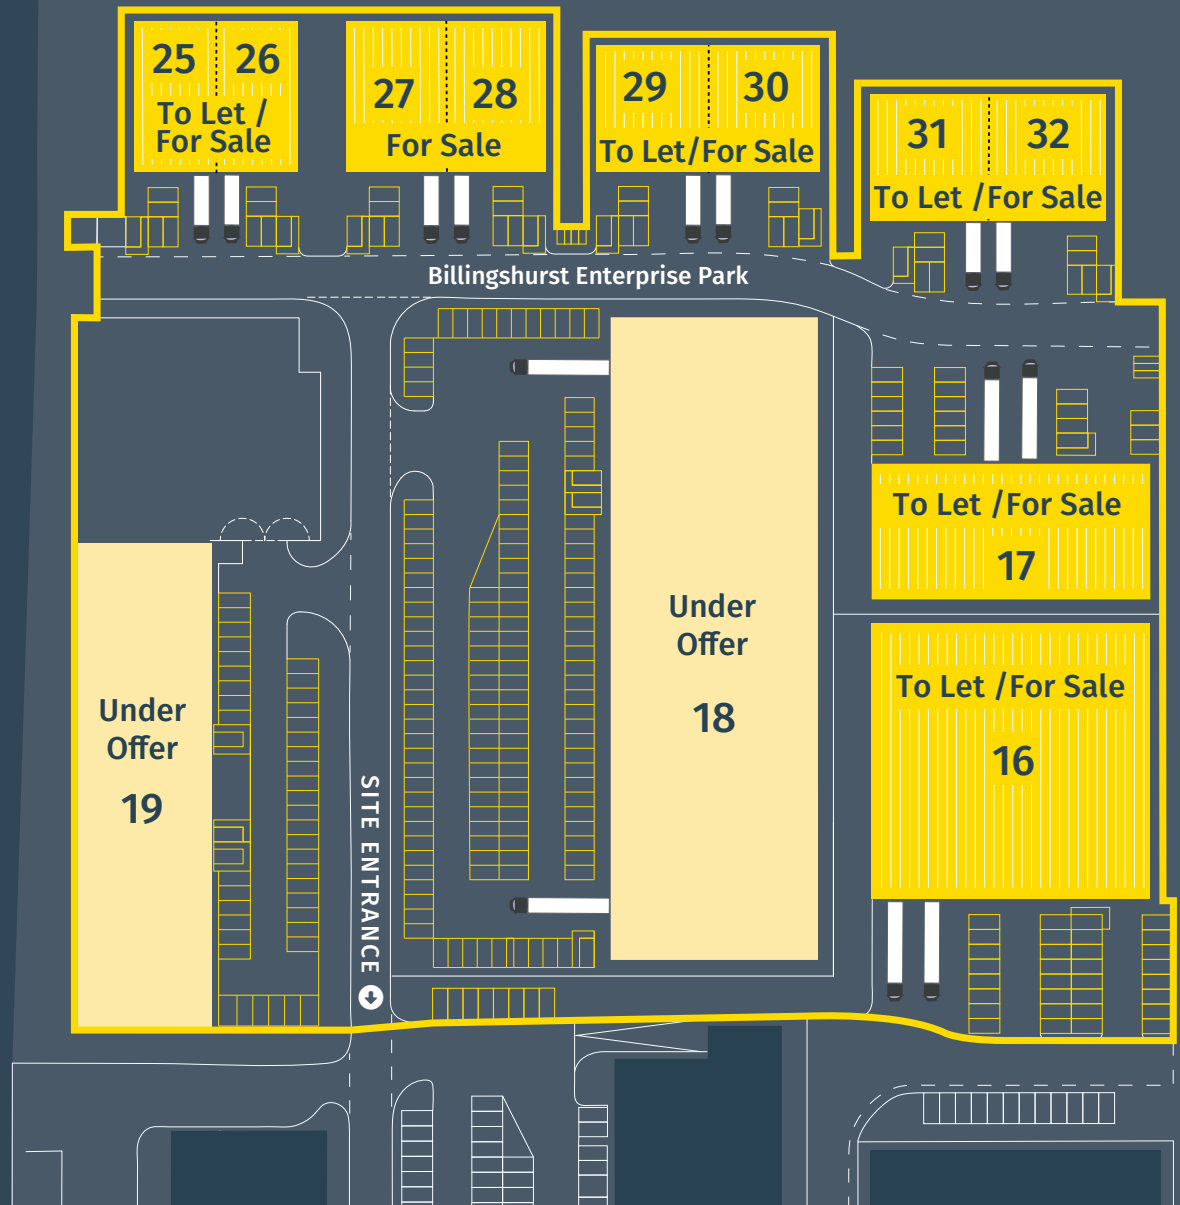 25 26
To Let /
For Sale
27 28
For Sale
29 30
To Let/For Sale
31 32
To Let /For Sale
Billingshurst Enterprise Park
To Let /For Sale
17
Under
Offer
18
To Let /For Sale
16
Under
Offer
19
SITE ENTRANCE